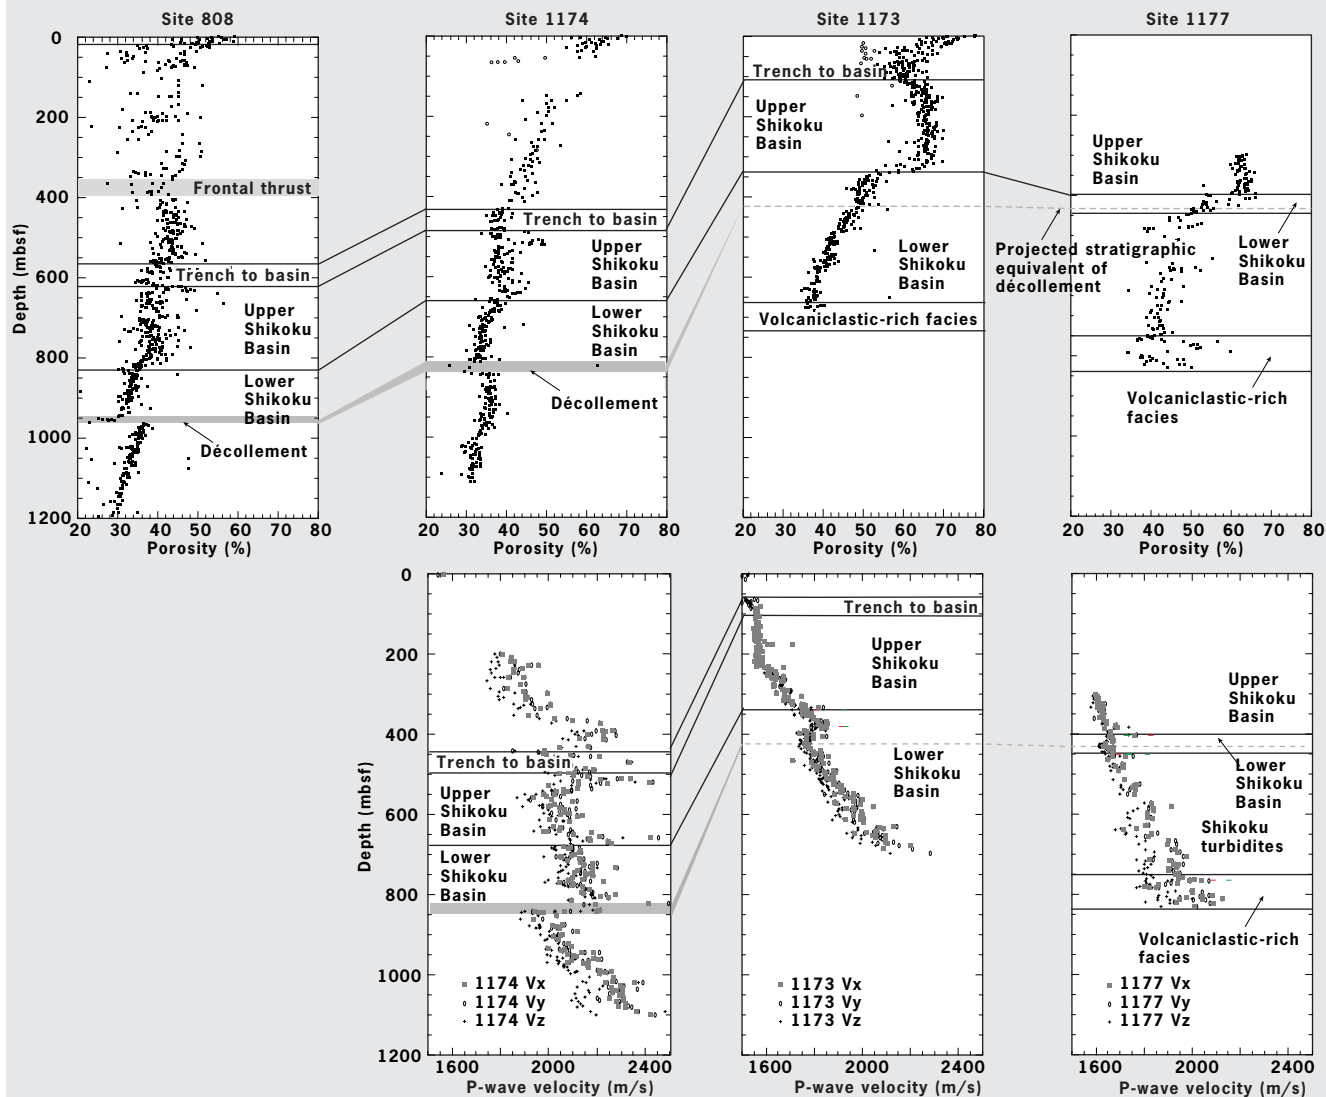 Site 808
Site 1174
Site 1173
Site 1177
0
200
400
600
800
1000
1200
Depth (mbsf)
Frontal thrust
Trench to basin
Upper
Shikoku
Basin
Lower
Shikoku
Basin
Décollement
20 30 40 50 60 70 80
Porosity (%)
Trench to basin
Upper
Shikoku
Basin
Lower
Shikoku
Basin
Décollement
20 30 40 50 60 70 80
Porosity (%)
Trench to basin
Upper
Shikoku
Basin
Lower
Shikoku
Basin
Volcaniclastic-rich facies
20 30 40 50 60 70 80
Porosity (%)
Upper
Shikoku
Basin
Projected stratigraphic
equivalent of
décollement
Lower
Shikoku
Basin
Volcaniclastic-rich
facies
20 30 40 50 60 70 80
Porosity (%)
0
200
400
600
800
1000
1200
Depth (mbsf)
Trench to basin
Upper
Shikoku
Basin
Lower
Shikoku
Basin
1174 Vx
1174 Vy
1174 Vz
1600 2000 2400
P-wave velocity (m/s)
Trench to basin
Upper
Shikoku
Basin
Lower
Shikoku
Basin
1173 Vx
1173 Vy
1173 Vz
1600 2000 2400
P-wave velocity (m/s)
Upper
Shikoku
Basin
Lower
Shikoku
Basin
Shikoku
turbidites
Volcaniclastic-rich
facies
1177 Vx
1177 Vy
1177 Vz
1600 2000 2400
P-wave velocity (m/s)